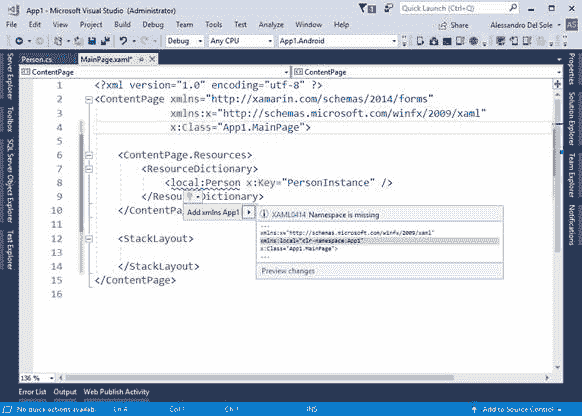 App1 - Microsoft Visual Studio (Administrator)
3
Quick Launch (Ctrl+Q)
File Edit View Project Build Debug Team Tools Test Analyze Window Help
Share
Alessandro Del Sole
AS
Debug Any CPU App1.Android
Person.cs MainPage.xaml*
ContentPage ContentPage
1 <?xml version="1.0" encoding="utf-8" ?>
2 <ContentPage xmlns="http://xamarin.com/schemas/2014/forms"
3 xmlns:x="http://schemas.microsoft.com/winfx/2009/xaml"
4 x:Class="App1.MainPage">
5
6 <ContentPage.Resources>
7 <ResourceDictionary>
8 <local:Person x:Key="PersonInstance" />
9 </ResourceDictionary>
10 </ContentPa
11
12 <StackLayout>
13
14 </StackLayout>
15 </ContentPage>
16
Add xmlns App1
XAML0414 Namespace is missing
...
xmlns:x="http://schemas.microsoft.com/winfx/2009/xaml"
xmlns:local="clr-namespace:App1"
x:Class="App1.MainPage">
...
Preview changes
Server Explorer
Toolbox
SQL Server Object Explorer
Test Explorer
Properties
Solution Explorer
Team Explorer
Notifications
136 %
Error List Output Web Publish Activity
No quick actions availab Ln 4 Col 1 Ch 1 INS Add to Source Control